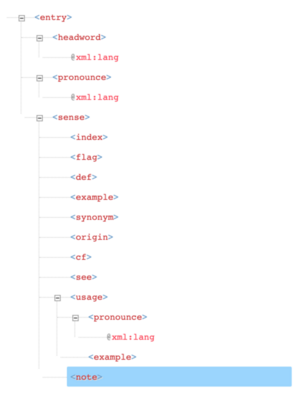 <entry>
<headword>
@xml:lang
<pronounce>
@xml:lang
<sense>
<index>
<flag>
<def>
<example>
<synonym>
<origin>
<cf>
<see>
<usage>
<pronounce>
@xml:lang
<example>
<note>